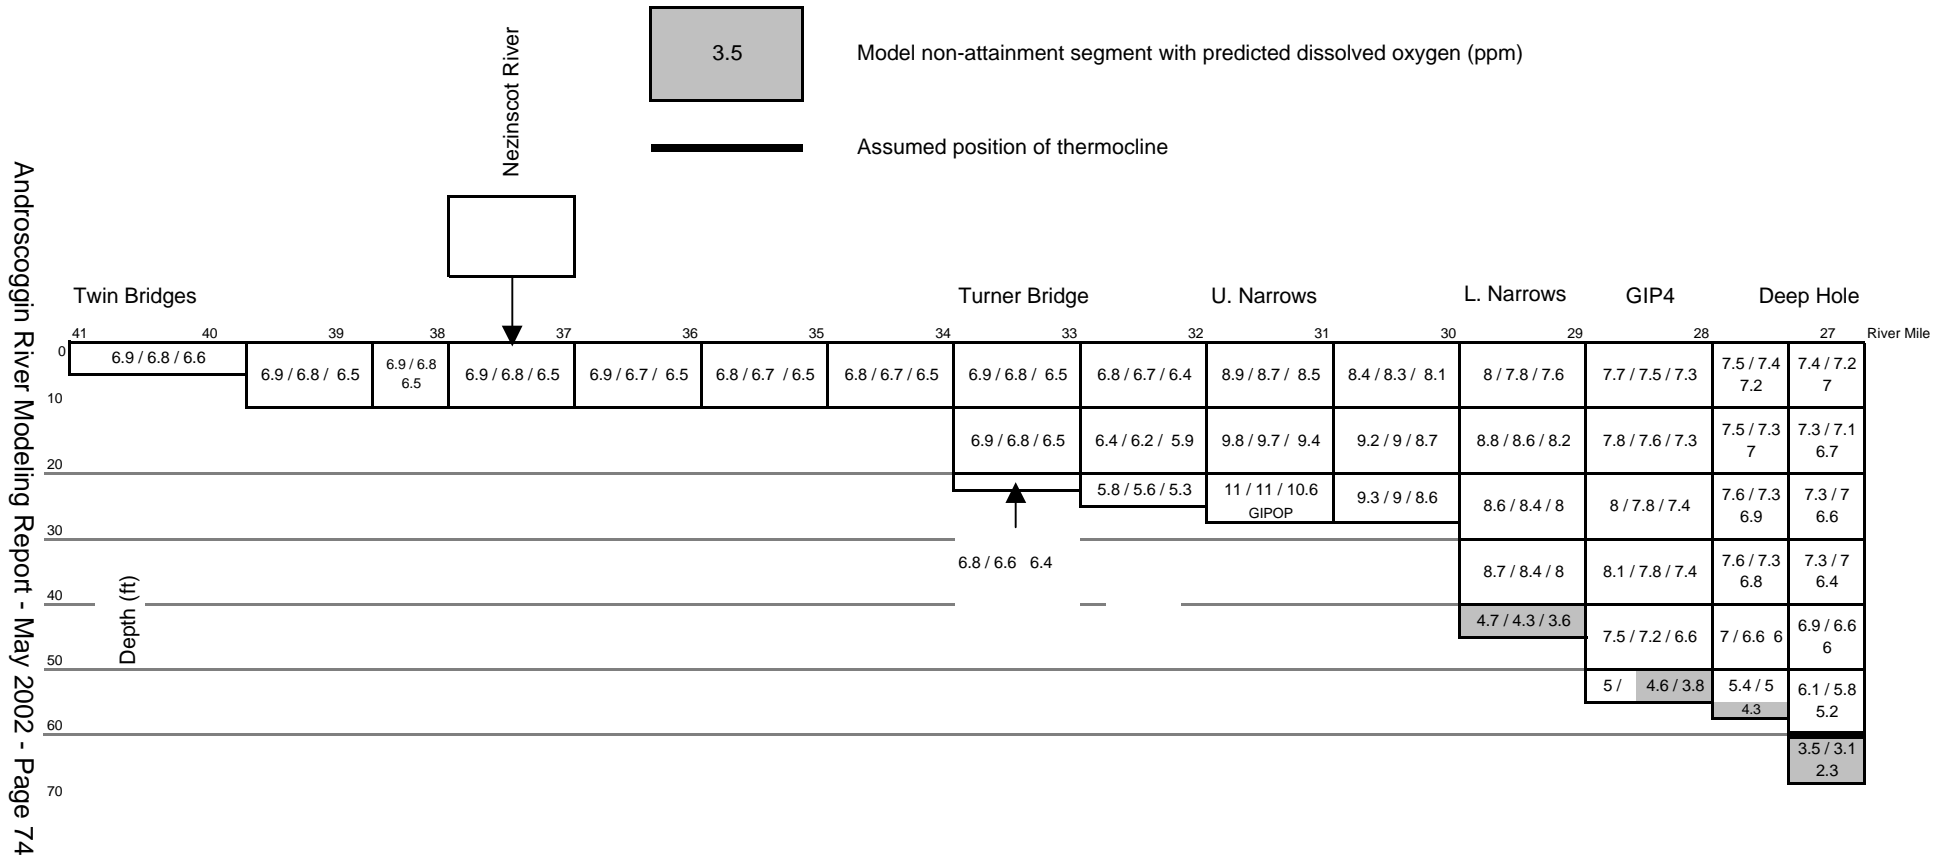 3.5
Model non-attainment segment with predicted dissolved oxygen (ppm)
Assumed position of thermocline
Nezinscot River
Androscoggin River Modeling Report - May 2002 - Page 74
Twin Bridges
Turner Bridge
U. Narrows
L. Narrows
GIP4
Deep Hole
41 40 39 38 37 36 35 34 33 32 31 30 29 28 27 River Mile
0
6.9 / 6.8 / 6.6
6.9 / 6.8 / 6.5
6.9 / 6.8
6.5
6.9 / 6.8 / 6.5
6.9 / 6.7 / 6.5
6.8 / 6.7 / 6.5
6.8 / 6.7 / 6.5
6.9 / 6.8 / 6.5
6.8 / 6.7 / 6.4
8.9 / 8.7 / 8.5
8.4 / 8.3 / 8.1
8 / 7.8 / 7.6
7.7 / 7.5 / 7.3
7.5 / 7.4
7.2
7.4 / 7.2
7
10
6.9 / 6.8 / 6.5
6.4 / 6.2 / 5.9
9.8 / 9.7 / 9.4
9.2 / 9 / 8.7
8.8 / 8.6 / 8.2
7.8 / 7.6 / 7.3
7.5 / 7.3
7
7.3 / 7.1
6.7
20
5.8 / 5.6 / 5.3
11 / 11 / 10.6
GIPOP
9.3 / 9 / 8.6
8.6 / 8.4 / 8
8 / 7.8 / 7.4
7.6 / 7.3
6.9
7.3 / 7
6.6
30
6.8 / 6.6 6.4
8.7 / 8.4 / 8
8.1 / 7.8 / 7.4
7.6 / 7.3
6.8
7.3 / 7
6.4
40
Depth (ft)
4.7 / 4.3 / 3.6
7.5 / 7.2 / 6.6
7 / 6.6 6
6.9 / 6.6
6
50
5 / 4.6 / 3.8
5.4 / 5
4.3
6.1 / 5.8
5.2
60
3.5 / 3.1
2.3
70